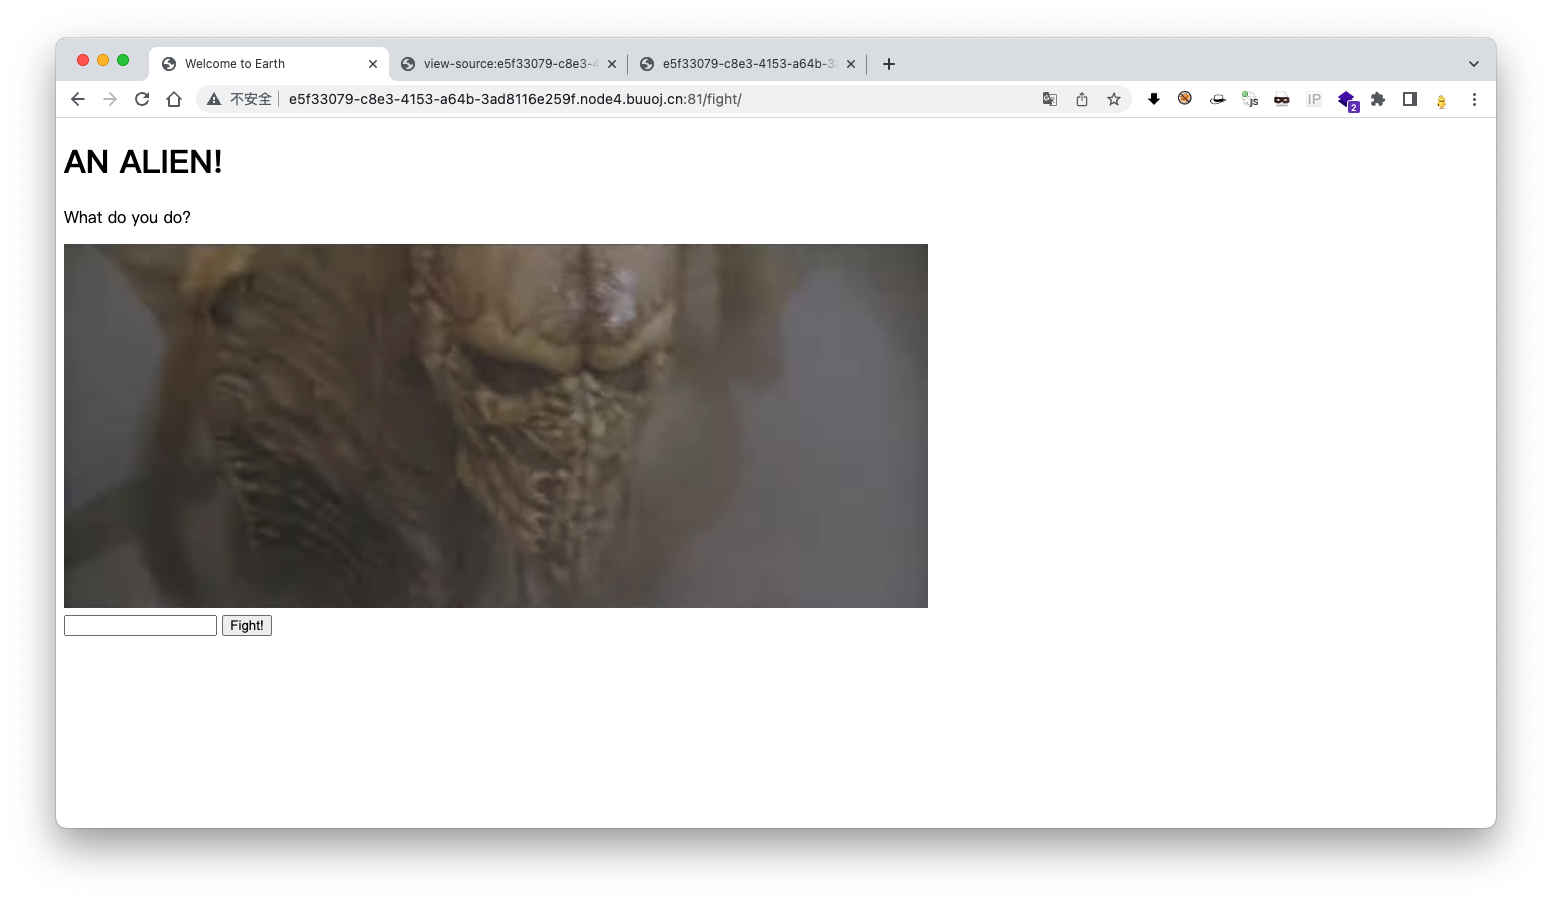 Welcome to Earth
view-source:e5f33079-c8e3-4
e5f33079-c8e3-4153-a64b-3
不安全
e5f33079-c8e3-4153-a64b-3ad8116e259f.node4.buuoj.cn:81/fight/
JS
IP
2
AN ALIEN!
What do you do?
Fight!